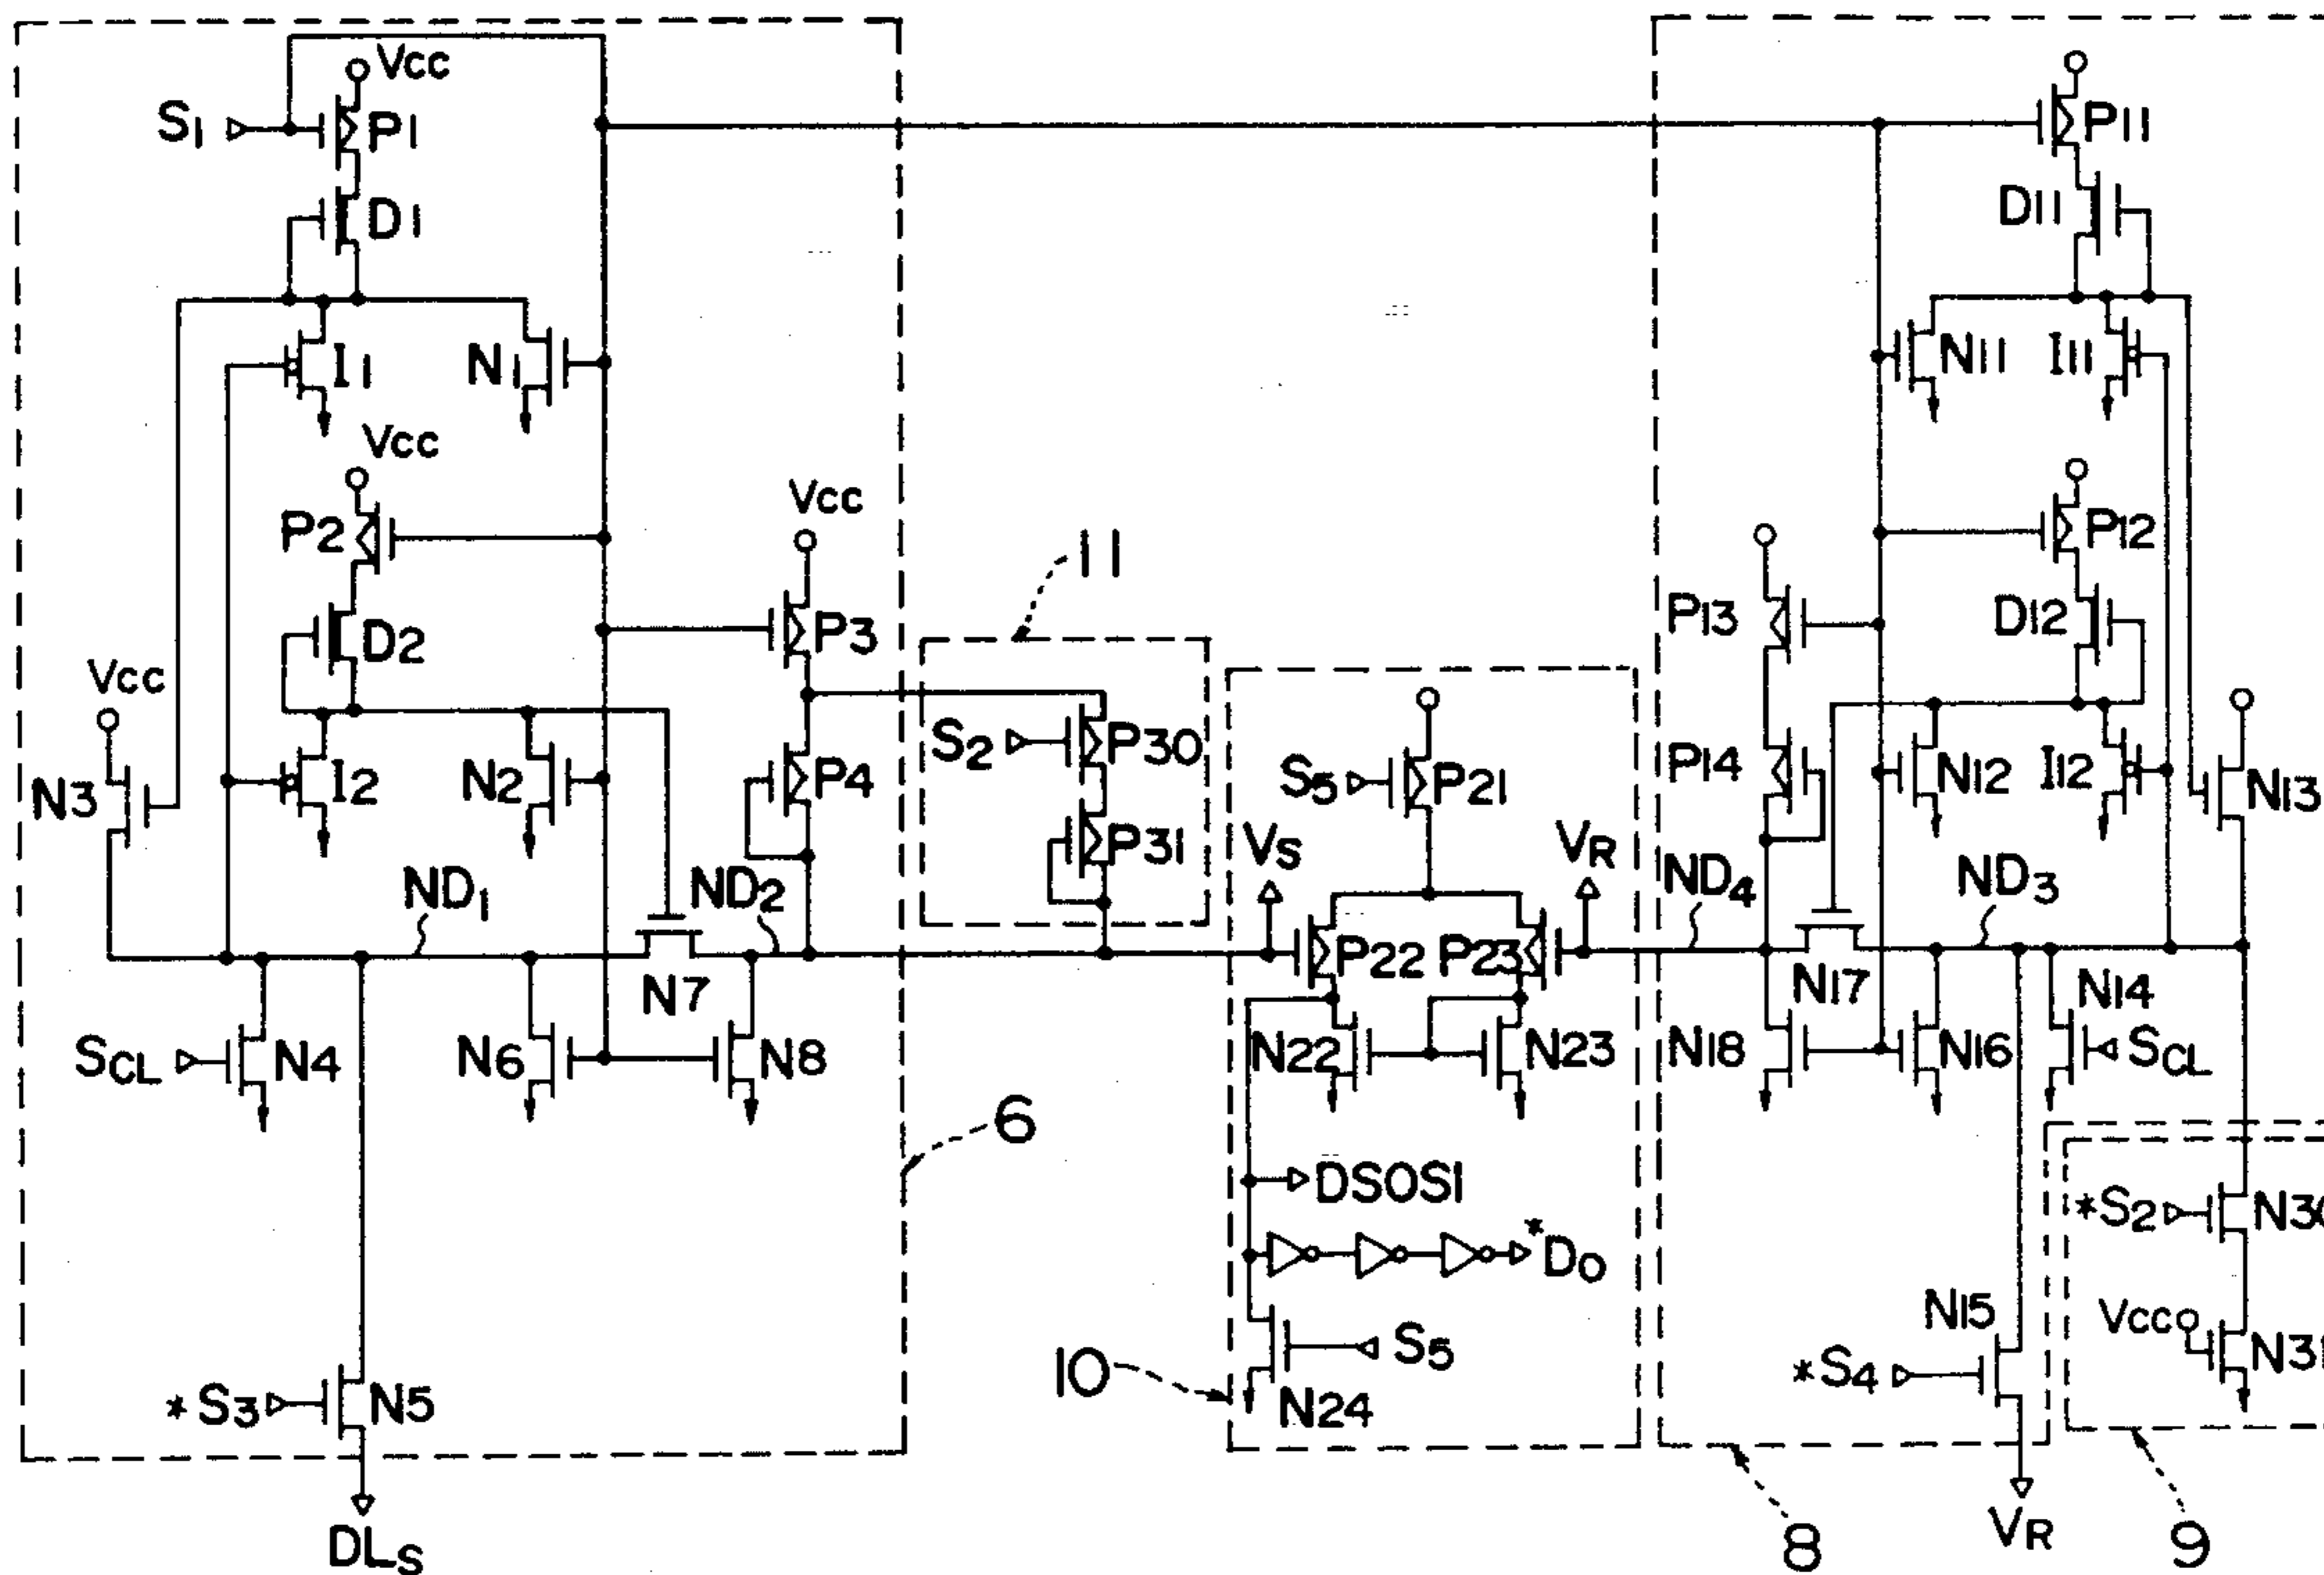 Vcc
S1
P1
P11
D1
D11
I1
N1
N11
I11
Vcc
P2
Vcc
P12
11
D2
P3
P13
D12
Vcc
S2
P30
N3
I2
N2
P4
S5
P21
P14
N12
I12
N13
P31
VS
VR
ND1
ND2
ND4
ND3
P22
P23
N7
N17
N14
SCL
N4
N6
N8
N22
N23
N18
N16
SCL
6
DSOS1
*S2
*D0
N15
Vcc
*S3
N5
10
S5
*S4
N24
DLS
8
VR
9